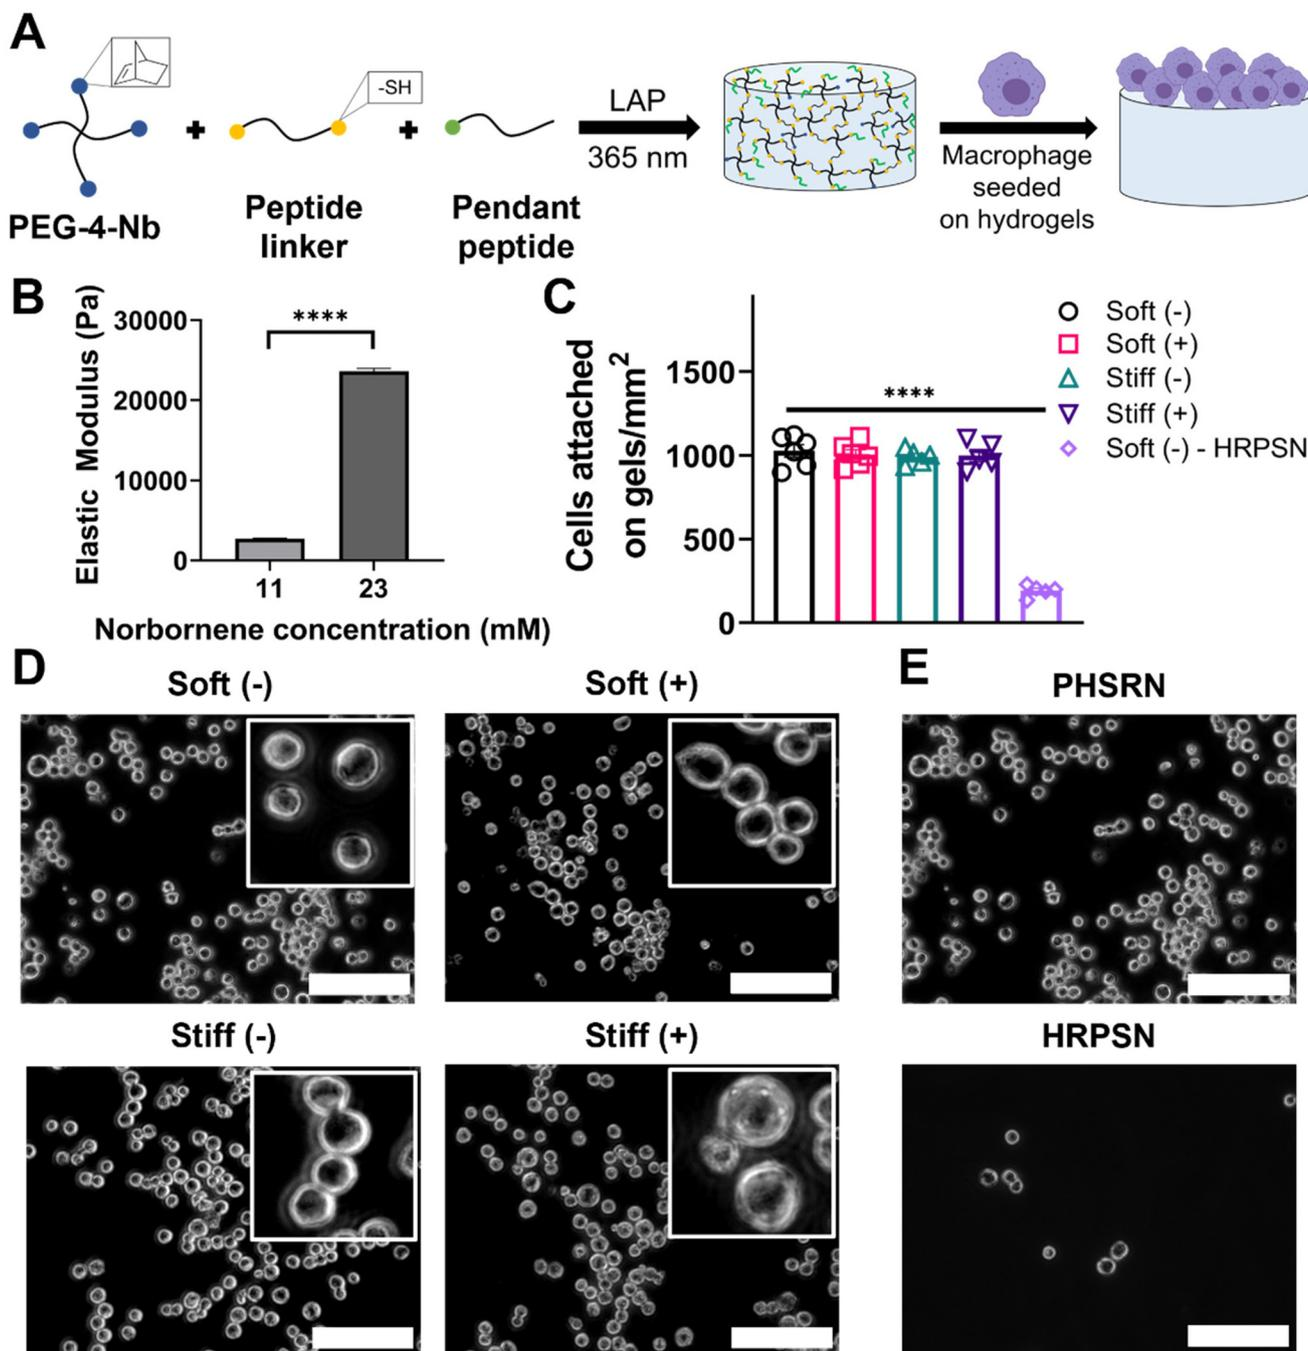 A
-SH
PEG-4-Nb
Peptide
linker
Pendant
peptide
LAP
365 nm
Macrophage
seeded
on hydrogels
B
Elastic Modulus (Pa)
30000
20000
10000
0
****
11
23
Norbornene concentration (mM)
C
Cells attached
on gels/mm2
1500
1000
500
0
****
Soft (-)
Soft (+)
Stiff (-)
Stiff (+)
Soft (-) - HRPSN
D
Soft (-)
Soft (+)
Stiff (-)
Stiff (+)
E
PHSRN
HRPSN